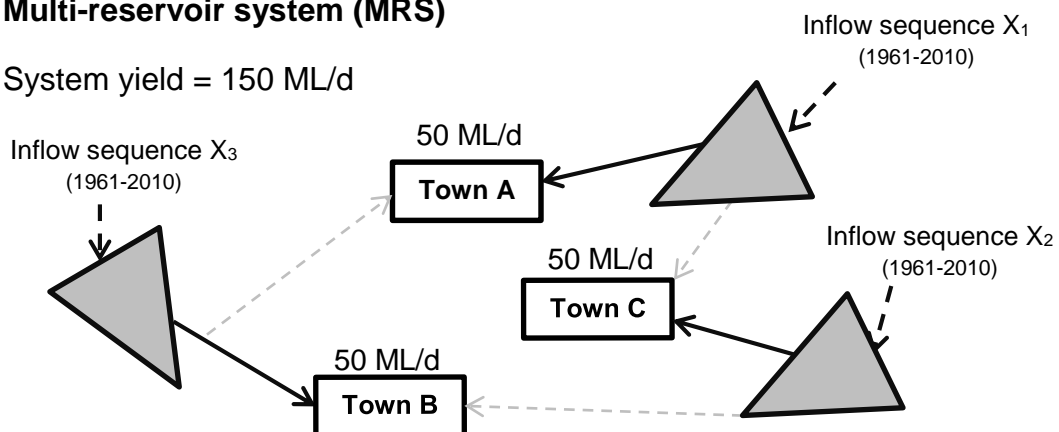 Multi-reservoir system (MRS)
System yield = 150 ML/d
Inflow sequence X₁
(1961-2010)
50 ML/d
Town A
Inflow sequence X₃
(1961-2010)
Inflow sequence X₂
(1961-2010)
50 ML/d
Town C
50 ML/d
Town B